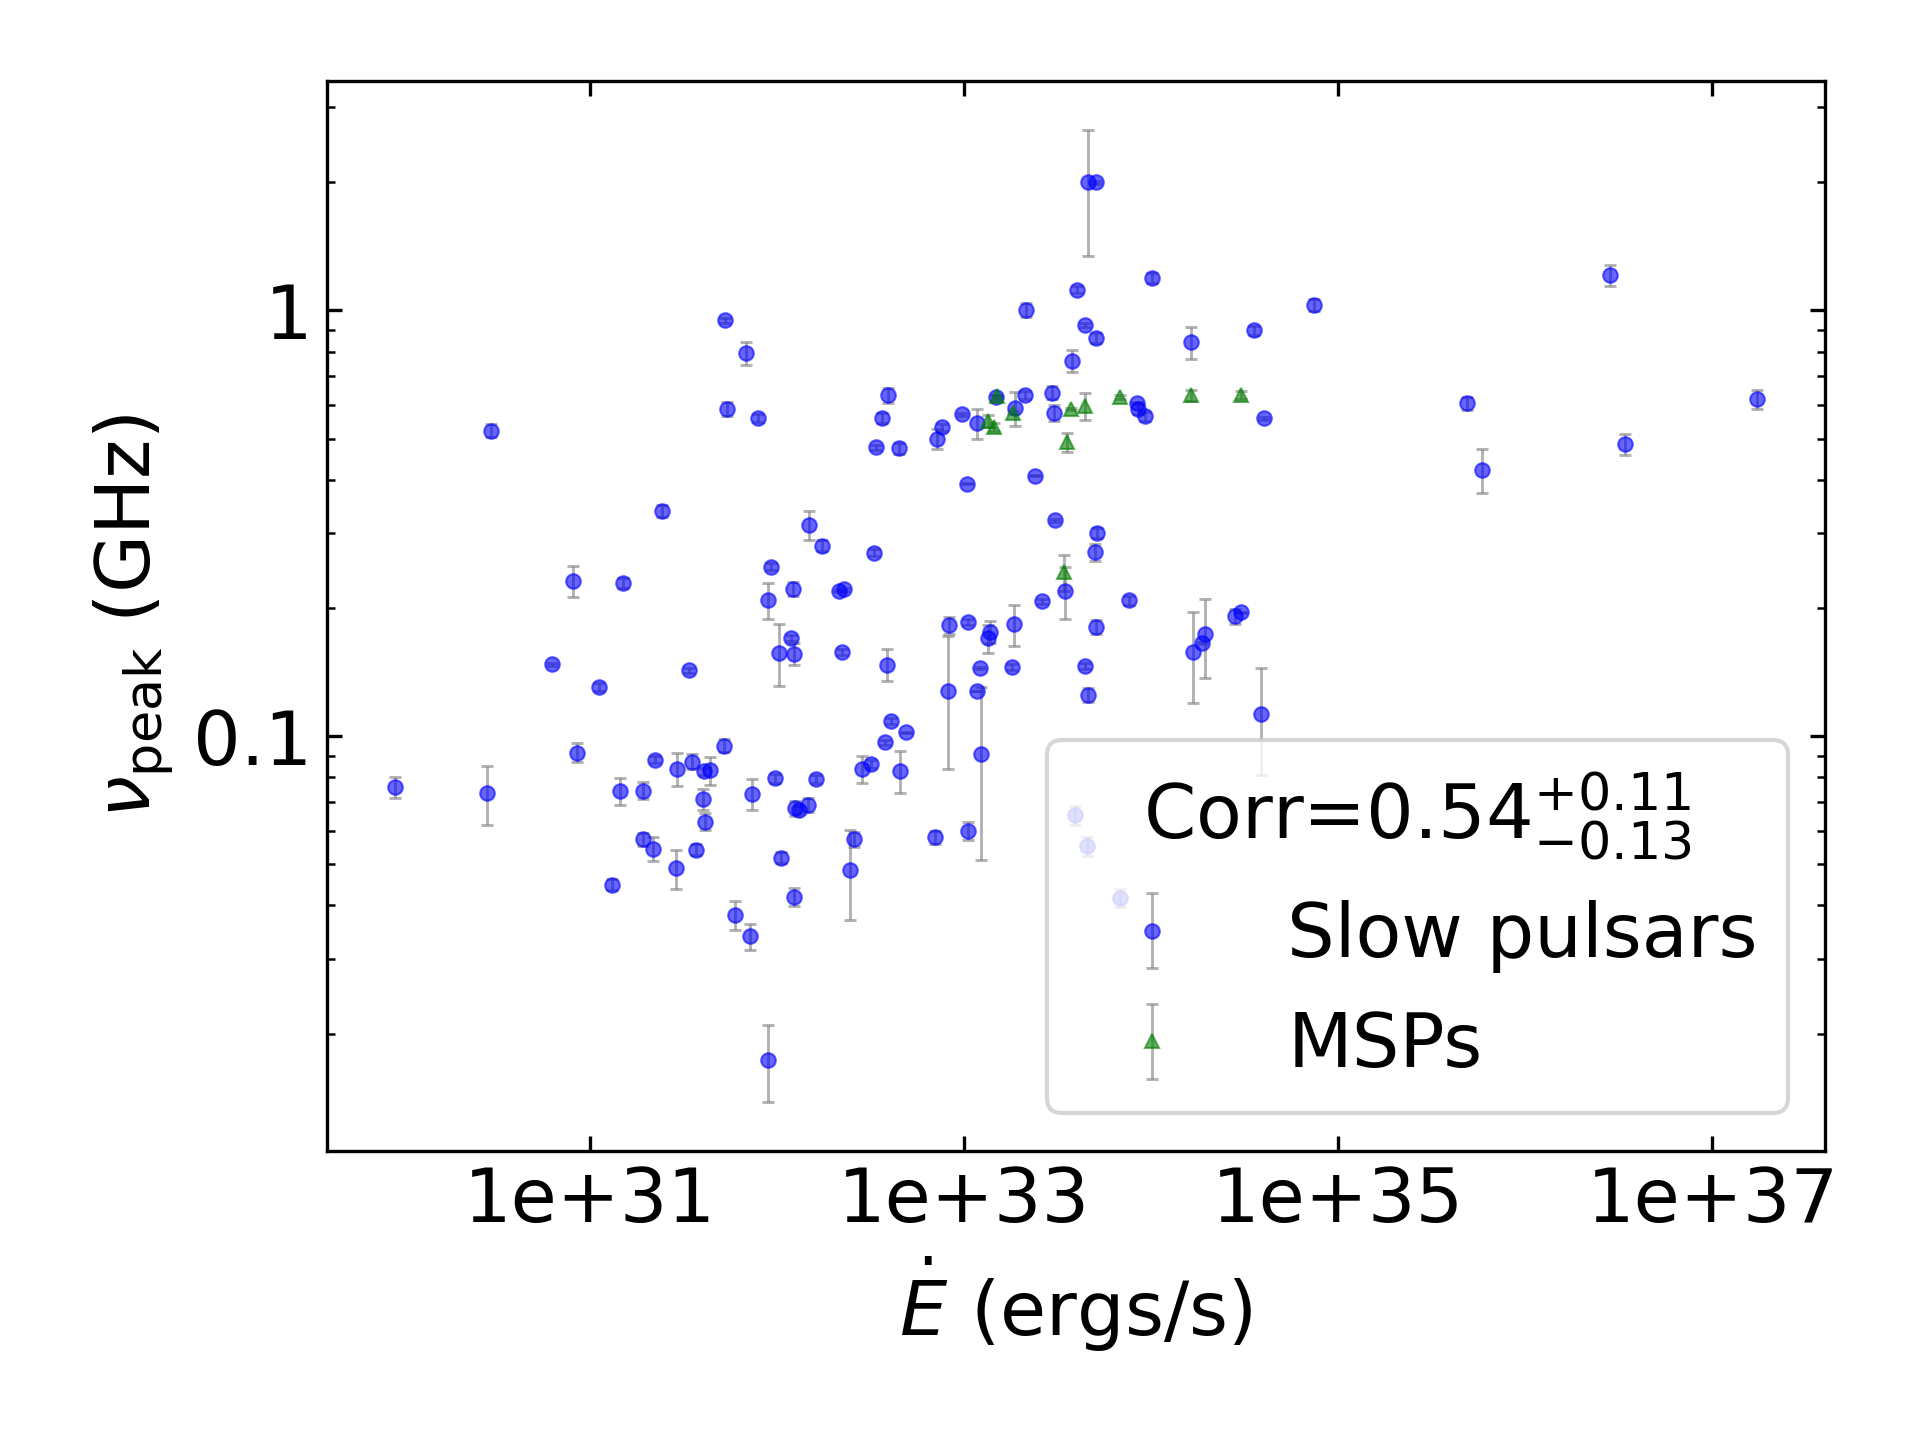 ν_peak (GHz)
1
0.1
Corr=0.54^{+0.11}_{−0.13}
Slow pulsars
MSPs
1e+31 1e+33 1e+35 1e+37
Ė (ergs/s)